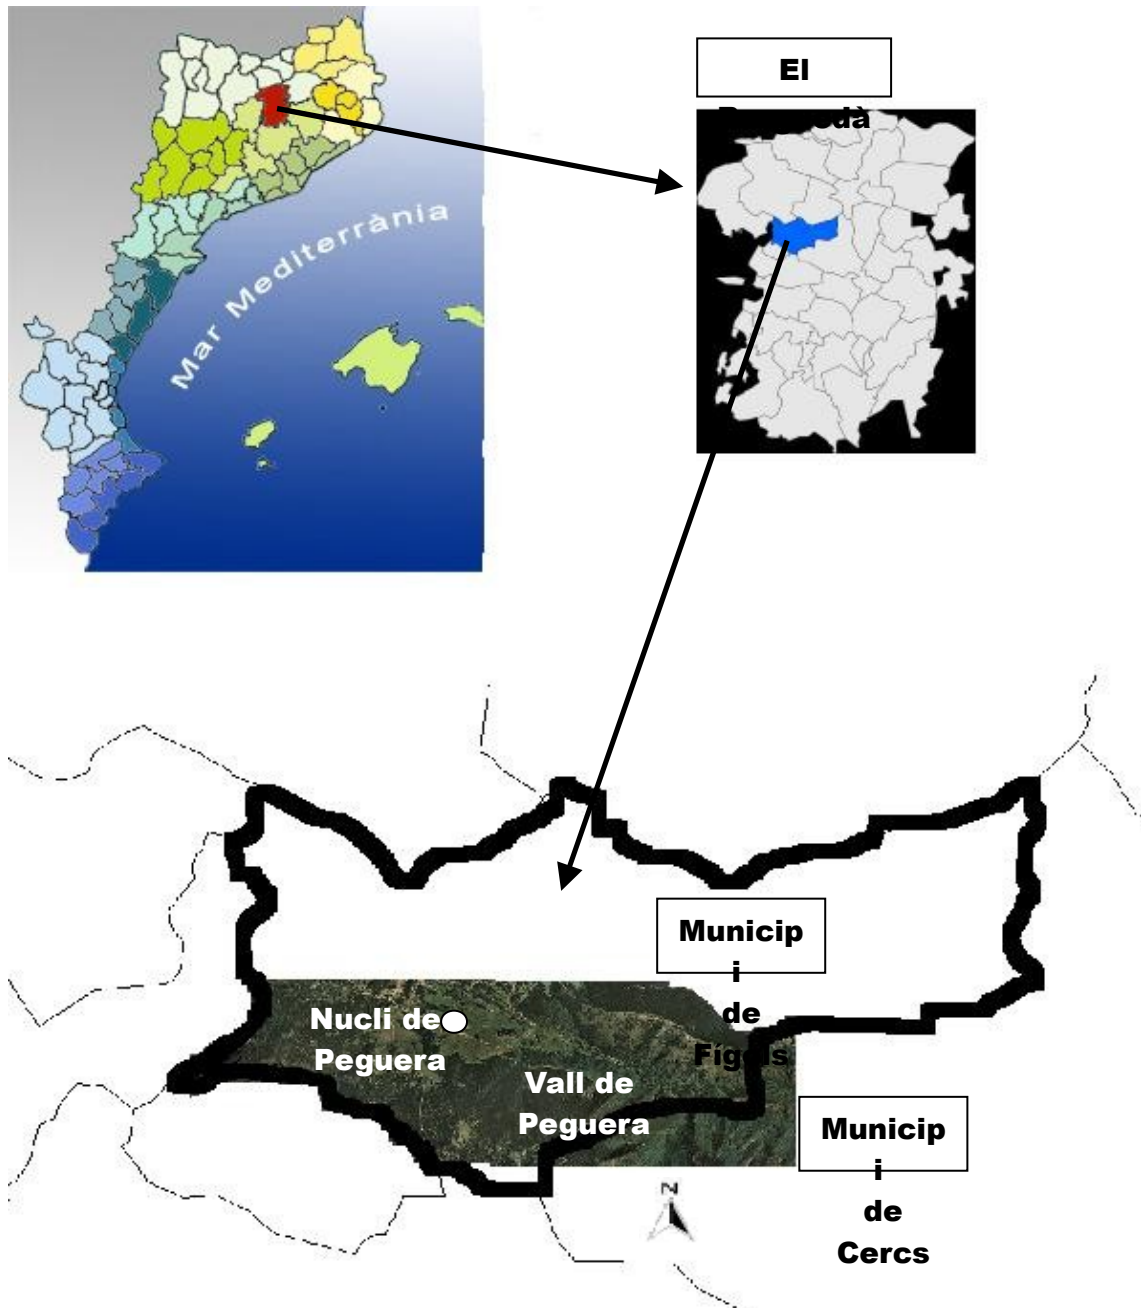 El
Mar Mediterrània
Municip
i
de
Fígols
Nucli de
Peguera
Vall de
Peguera
Municip
i
de
Cercs
N